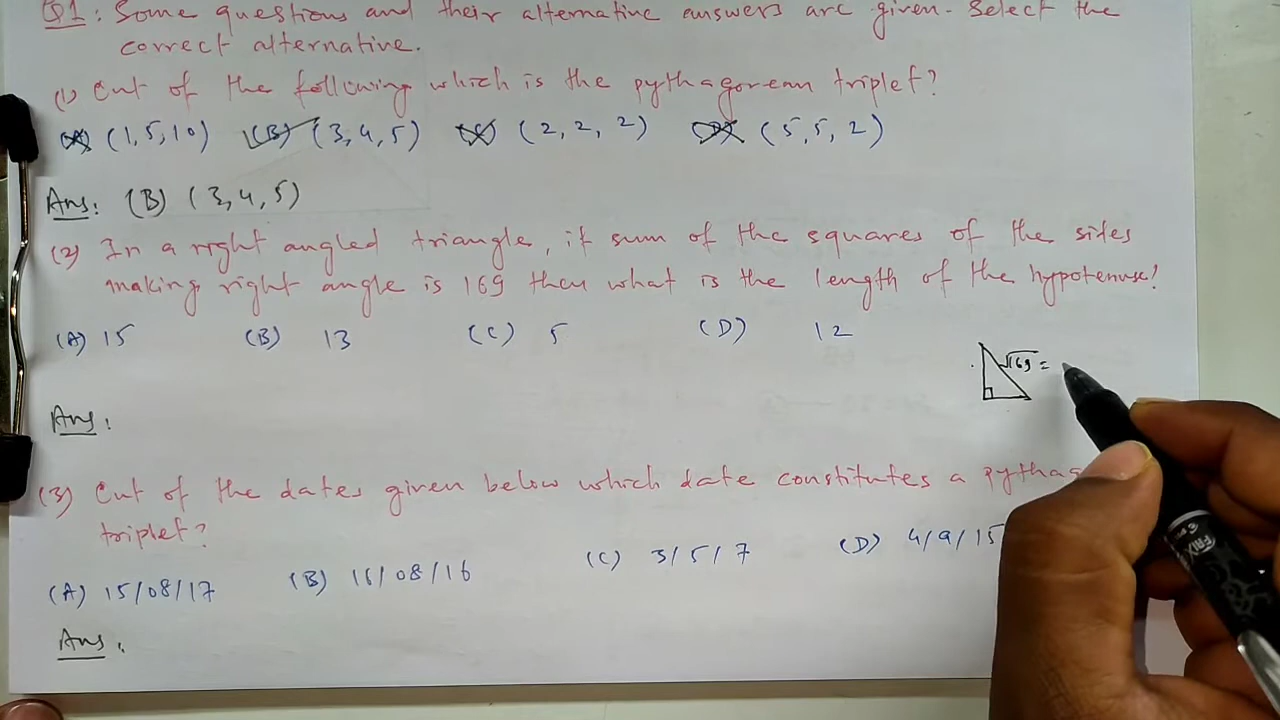 Q1: Some questions and their alternative answers are given. Select the
correct alternative.
(1) Out of the following which is the pythagorean triplet?
(A) (1, 5, 10) (B) (3, 4, 5) (C) (2, 2, 2) (D) (5, 5, 2)
Ans: (B) (3, 4, 5)
(2) In a right angled triangle, if sum of the squares of the sides
making right angle is 169 then what is the length of the hypotenuse?
(A) 15 (B) 13 (C) 5 (D) 12
√169 =
Ans:
(3) Out of the dates given below which date constitutes a pythag
triplet?
(A) 15/08/17 (B) 16/08/16 (C) 3/5/7 (D) 4/9/15
Ans: